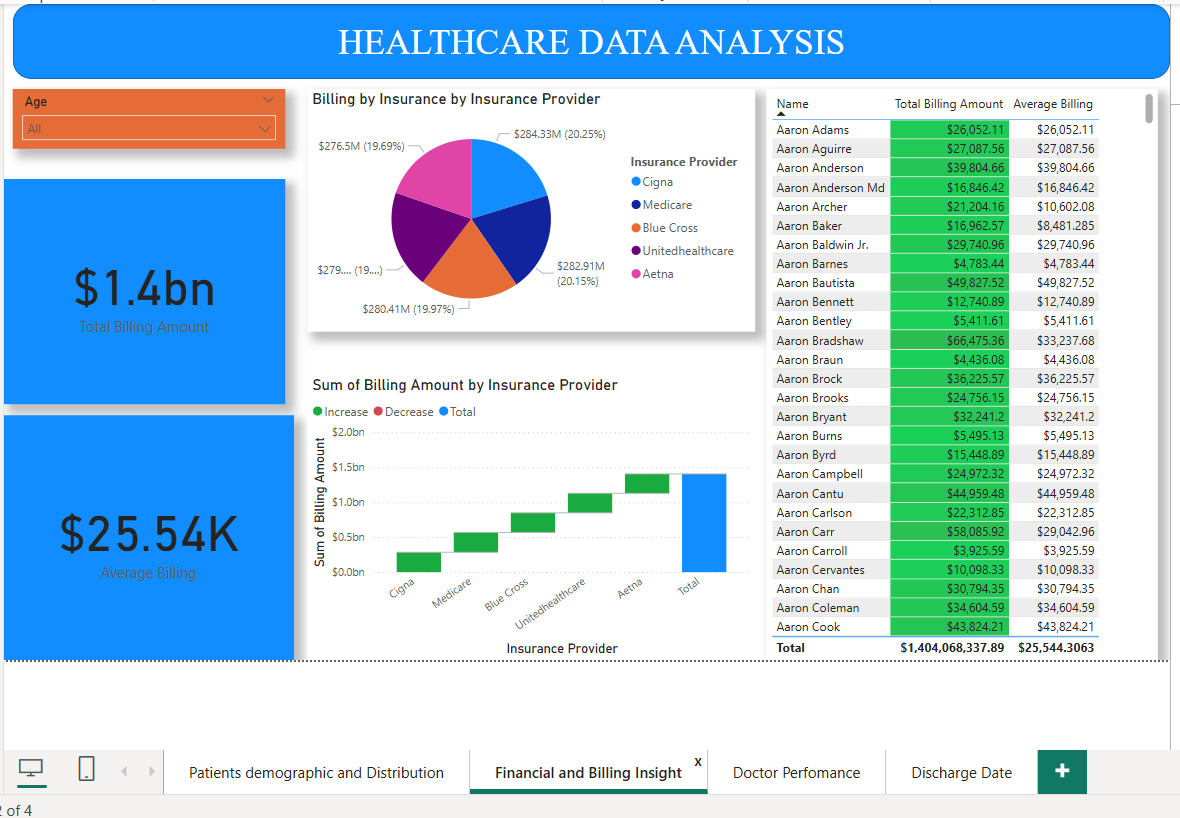 HEALTHCARE DATA ANALYSIS
Age
All
$1.4bn
Total Billing Amount
$25.54K
Average Billing
Billing by Insurance by Insurance Provider
$284.33M (20.25%)
$276.5M (19.69%)
$279.... (19....)
$282.91M
(20.15%)
$280.41M (19.97%)
Insurance Provider
Cigna
Medicare
Blue Cross
Unitedhealthcare
Aetna
Sum of Billing Amount by Insurance Provider
Increase Decrease Total
Sum of Billing Amount
$2.0bn
$1.5bn
$1.0bn
$0.5bn
$0.0bn
Cigna
Medicare
Blue Cross
Unitedhealthcare
Aetna
Total
Insurance Provider
Name Total Billing Amount Average Billing
Aaron Adams $26,052.11 $26,052.11
Aaron Aguirre $27,087.56 $27,087.56
Aaron Anderson $39,804.66 $39,804.66
Aaron Anderson Md $16,846.42 $16,846.42
Aaron Archer $21,204.16 $10,602.08
Aaron Baker $16,962.57 $8,481.285
Aaron Baldwin Jr. $29,740.96 $29,740.96
Aaron Barnes $4,783.44 $4,783.44
Aaron Bautista $49,827.52 $49,827.52
Aaron Bennett $12,740.89 $12,740.89
Aaron Bentley $5,411.61 $5,411.61
Aaron Bradshaw $66,475.36 $33,237.68
Aaron Braun $4,436.08 $4,436.08
Aaron Brock $36,225.57 $36,225.57
Aaron Brooks $24,756.15 $24,756.15
Aaron Bryant $32,241.2 $32,241.2
Aaron Burns $5,495.13 $5,495.13
Aaron Byrd $15,448.89 $15,448.89
Aaron Campbell $24,972.32 $24,972.32
Aaron Cantu $44,959.48 $44,959.48
Aaron Carlson $22,312.85 $22,312.85
Aaron Carr $58,085.92 $29,042.96
Aaron Carroll $3,925.59 $3,925.59
Aaron Cervantes $10,098.33 $10,098.33
Aaron Chan $30,794.35 $30,794.35
Aaron Coleman $34,604.59 $34,604.59
Aaron Cook $43,824.21 $43,824.21
Total $1,404,068,337.89 $25,544.3063
Patients demographic and Distribution
Financial and Billing Insight x
Doctor Perfomance
Discharge Date
+
2 of 4